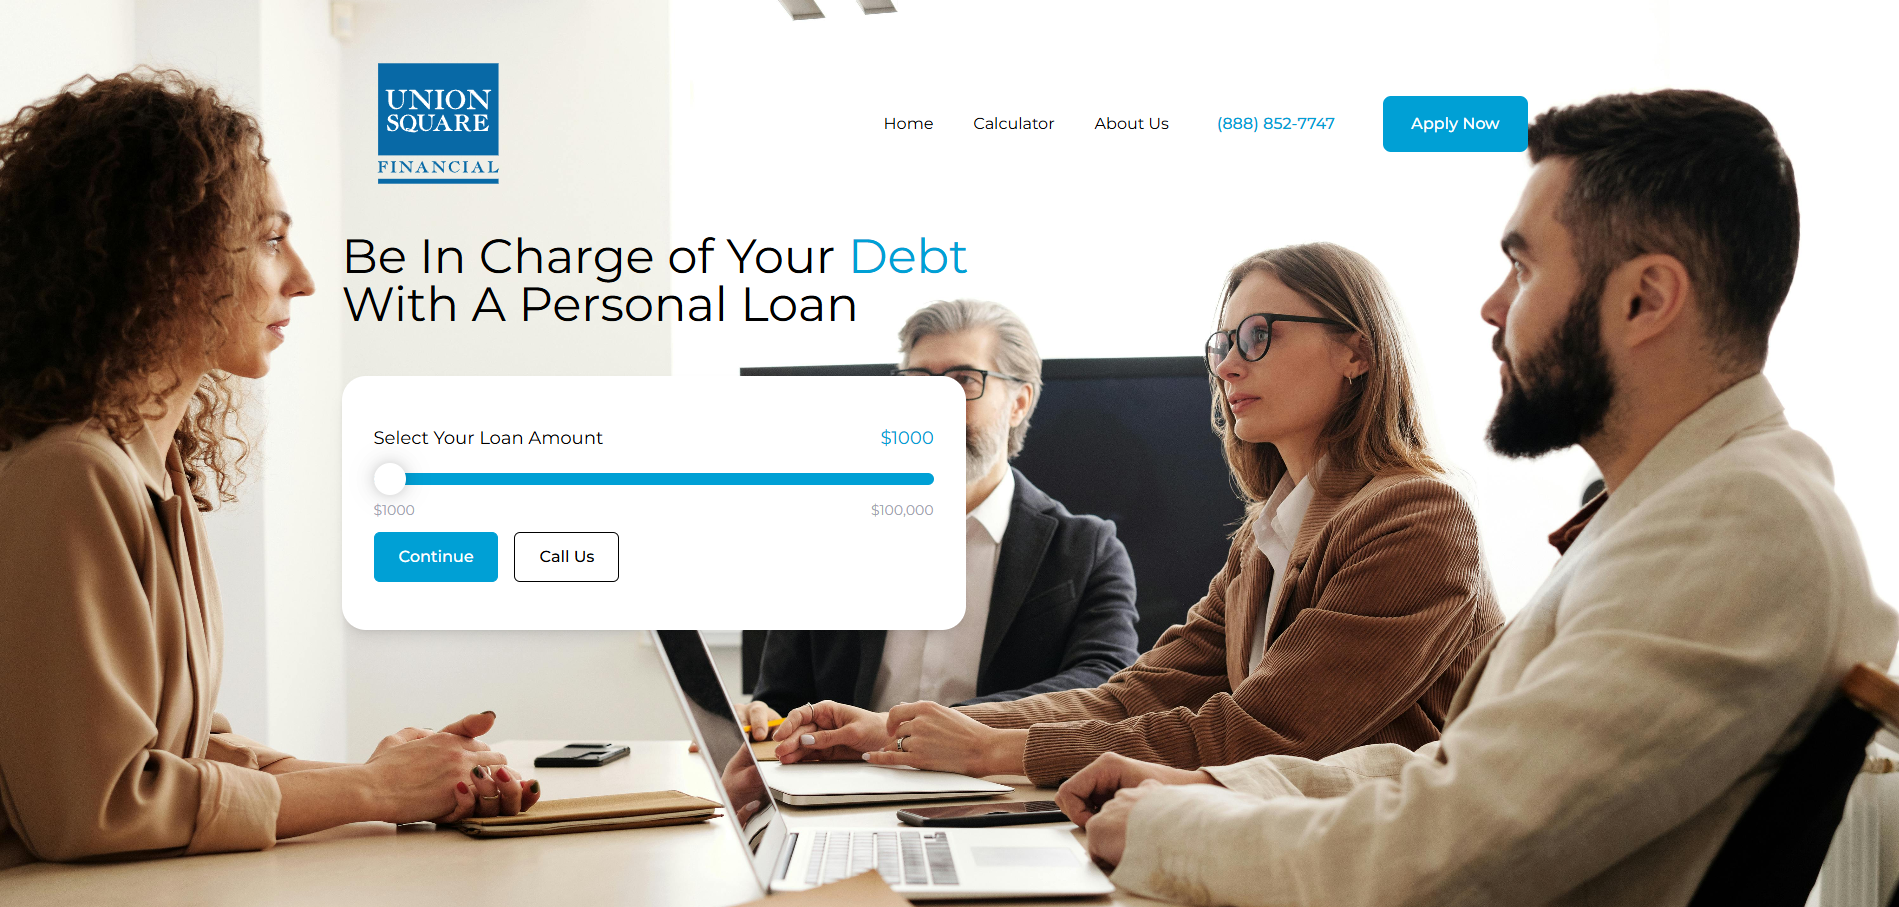 UNION
SQUARE
FINANCIAL
Home
Calculator
About Us
(888) 852-7747
Apply Now
Be In Charge of Your Debt
With A Personal Loan
Select Your Loan Amount
$1000
$1000
$100,000
Continue
Call Us